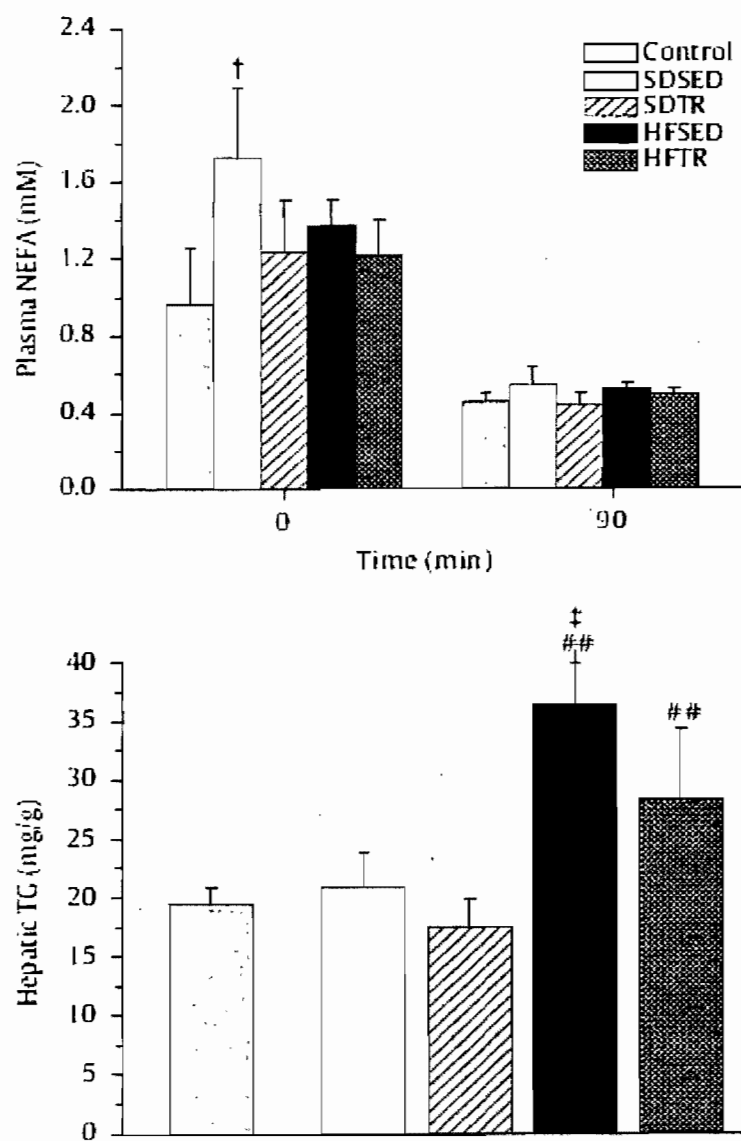 2.4
2.0
1.6
1.2
0.8
0.4
0.0
Plasma NEFA (mM)
†
Control
SDSED
SDTR
HFSED
HFTR
0
90
Time (min)
40
35
30
25
20
15
10
5
0
Hepatic TG (mg/g)
‡
##
##